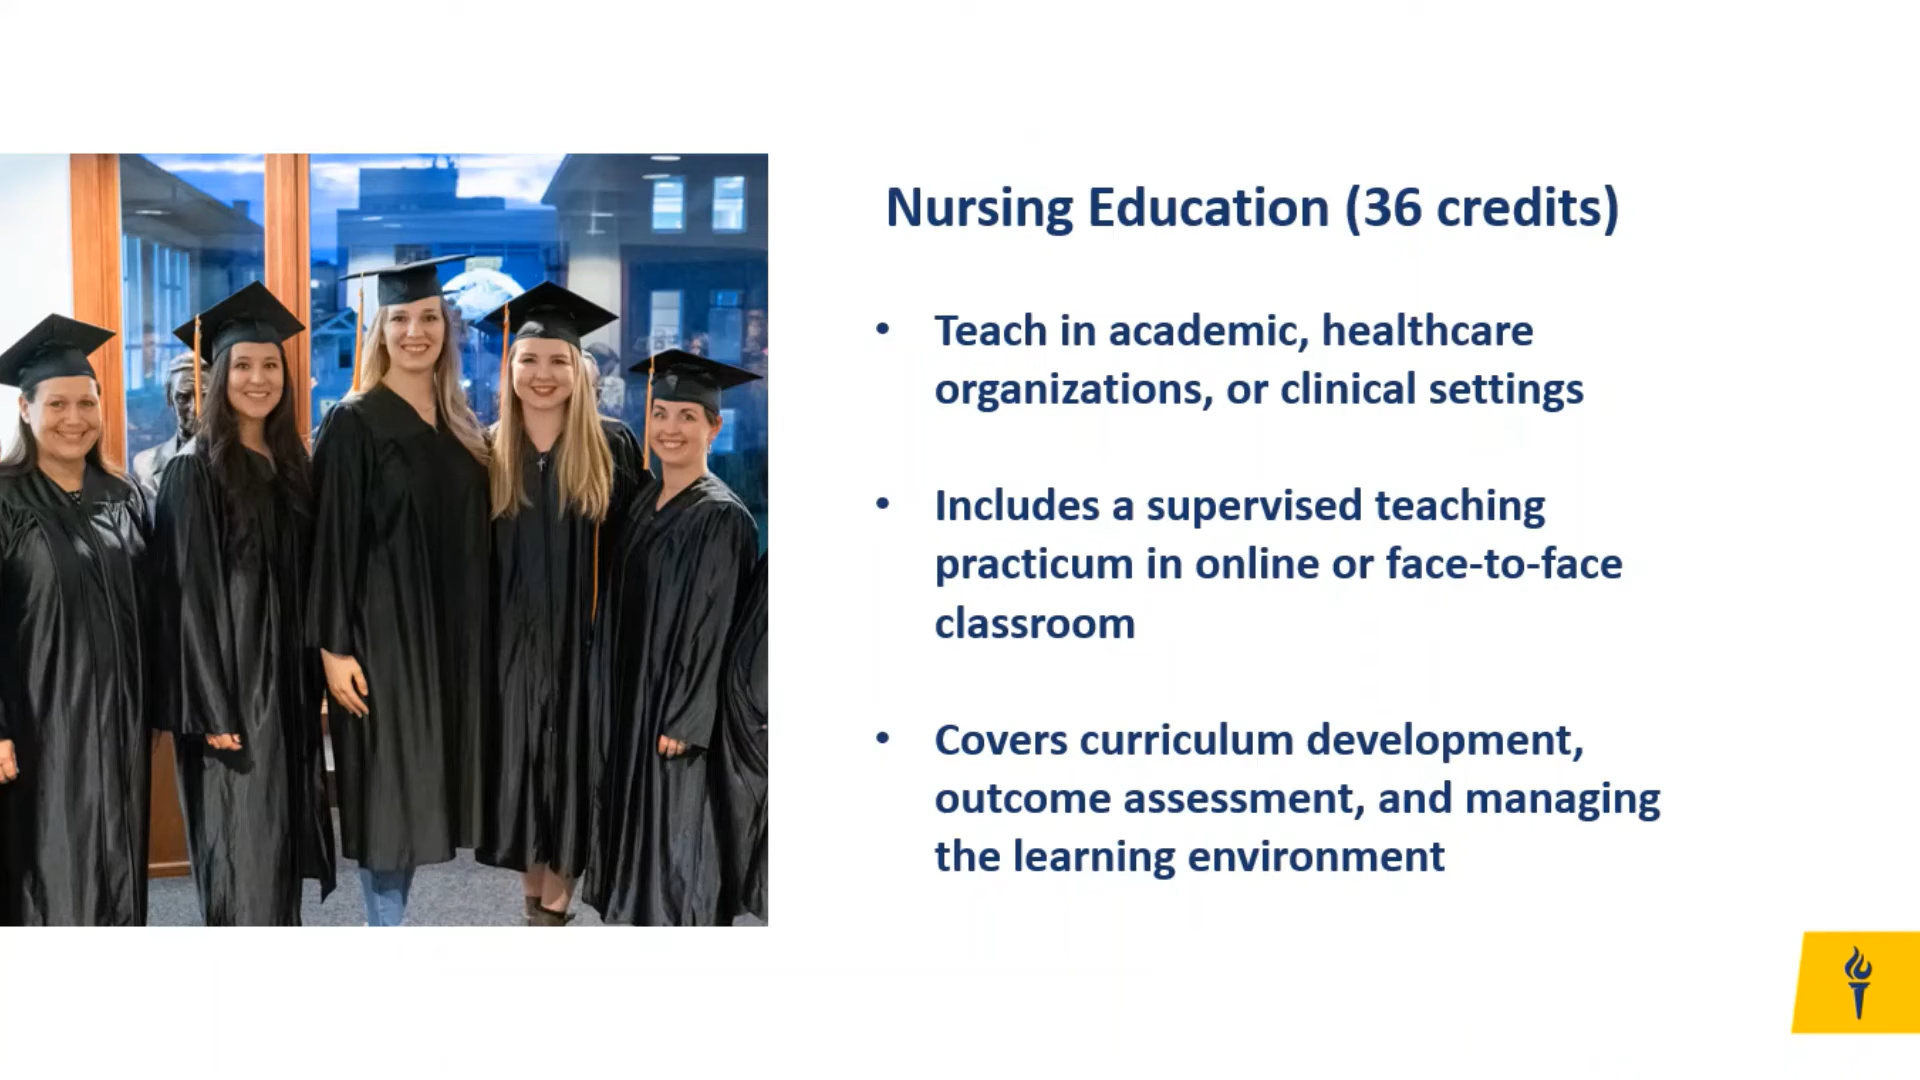 Nursing Education (36 credits)
• Teach in academic, healthcare
organizations, or clinical settings
• Includes a supervised teaching
practicum in online or face-to-face
classroom
• Covers curriculum development,
outcome assessment, and managing
the learning environment